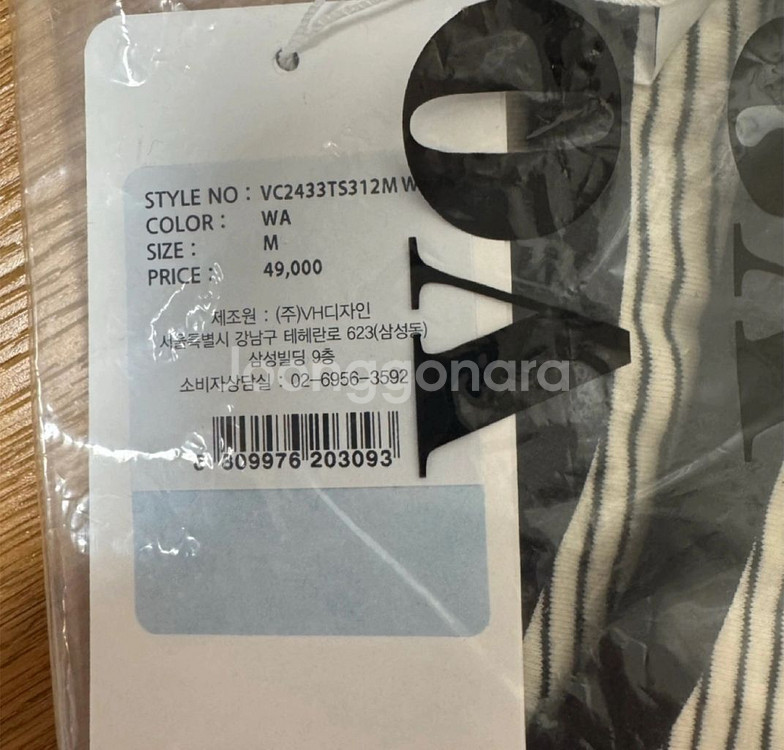 STYLE NO : VC2433TS312M W
COLOR : WA
SIZE : M
PRICE : 49,000
제조원 : (주)VH디자인
서울특별시 강남구 테헤란로 623(삼성동)
삼성빌딩 9층
소비자상담실 : 02-6956-3592
joonggonara
809976 203093
VO